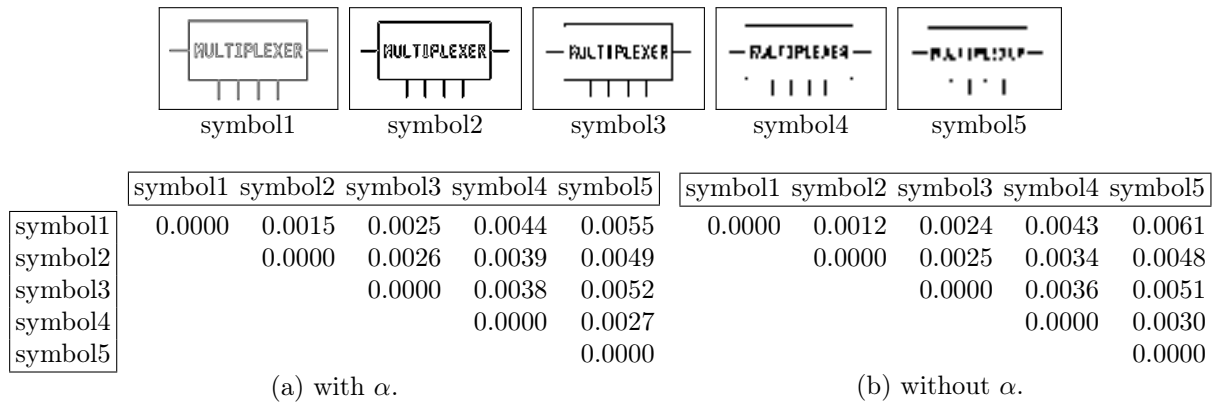 MULTIPLEXER MULTIPLEXER MULTIPLEXER
symbol1 symbol2 symbol3 symbol4 symbol5
symbol1 symbol2 symbol3 symbol4 symbol5 symbol1 symbol2 symbol3 symbol4 symbol5
symbol1 0.0000 0.0015 0.0025 0.0044 0.0055 0.0000 0.0012 0.0024 0.0043 0.0061
symbol2 0.0000 0.0026 0.0039 0.0049 0.0000 0.0025 0.0034 0.0048
symbol3 0.0000 0.0038 0.0052 0.0000 0.0036 0.0051
symbol4 0.0000 0.0027 0.0000 0.0030
symbol5 0.0000 0.0000
(a) with α. (b) without α.